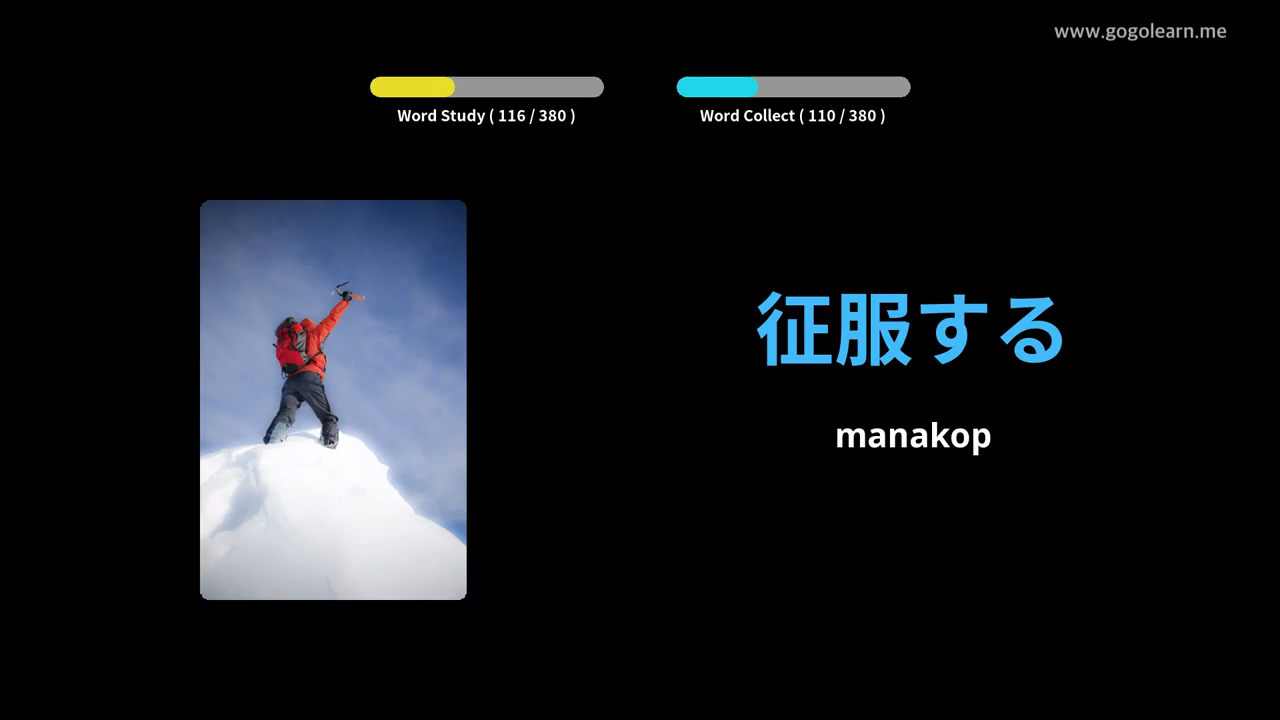 www.gogolearn.me
Word Study ( 116 / 380 )
Word Collect ( 110 / 380 )
征服する
manakop